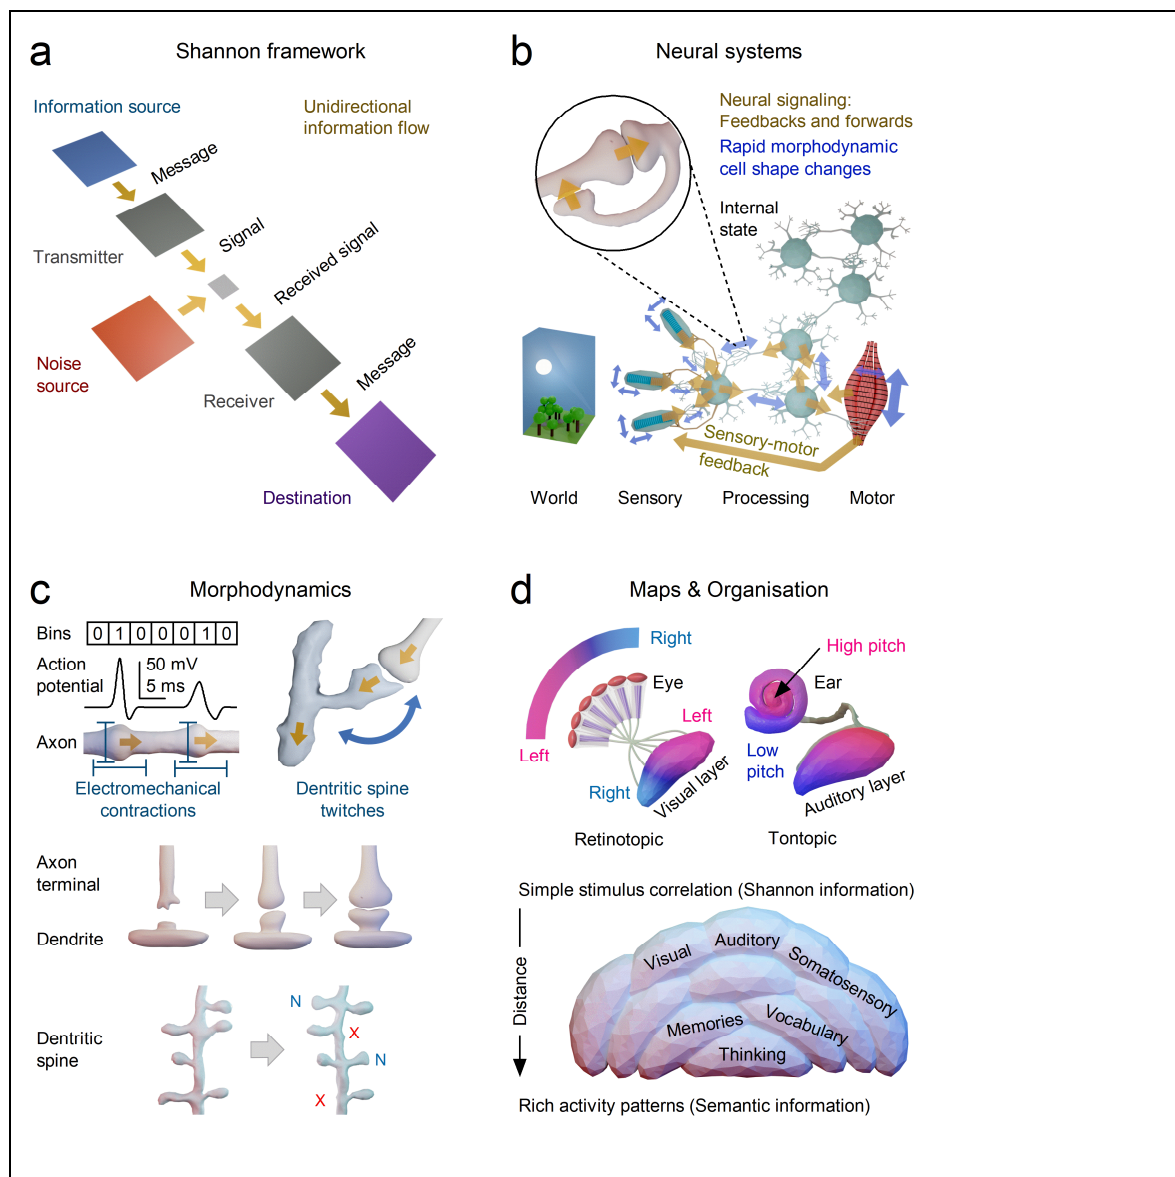 a
Shannon framework
Information source
Unidirectional
information flow
Message
Transmitter
Signal
Received signal
Noise
source
Receiver
Message
Destination
b
Neural systems
Neural signaling:
Feedbacks and forwards
Rapid morphodynamic
cell shape changes
Internal
state
Sensory-motor
feedback
World
Sensory
Processing
Motor
c
Morphodynamics
Bins
0 1 0 0 0 1 0
Action
potential
50 mV
5 ms
Axon
Electromechanical
contractions
Dentritic spine
twitches
Axon
terminal
Dendrite
Dentritic
spine
N
X
N
X
d
Maps & Organisation
Right
Eye
Left
Left
Right
Visual layer
Retinotopic
High pitch
Ear
Low
pitch
Auditory layer
Tontopic
Simple stimulus correlation (Shannon information)
Distance
Visual
Auditory
Somatosensory
Memories
Vocabulary
Thinking
Rich activity patterns (Semantic information)